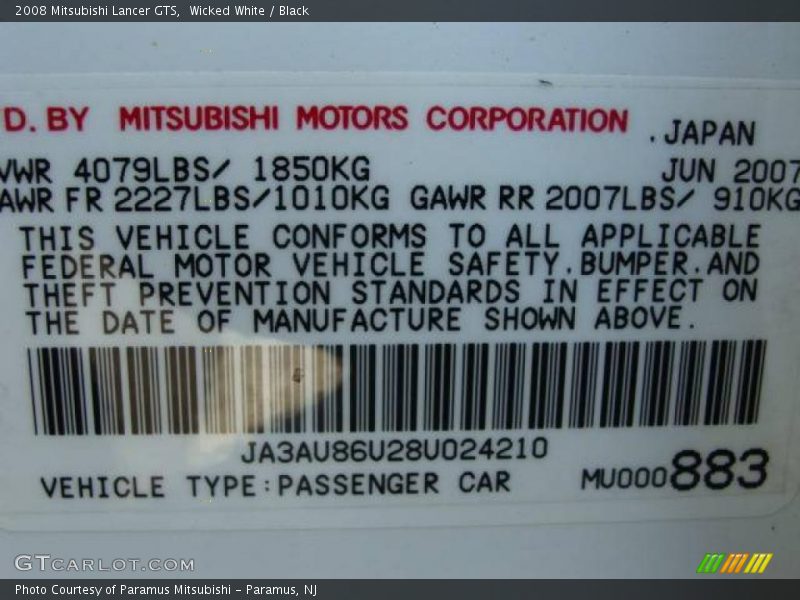 2008 Mitsubishi Lancer GTS, Wicked White / Black
'D. BY MITSUBISHI MOTORS CORPORATION .JAPAN
VWR 4079LBS/ 1850KG JUN 2007
AWR FR 2227LBS/1010KG GAWR RR 2007LBS/ 910KG
THIS VEHICLE CONFORMS TO ALL APPLICABLE
FEDERAL MOTOR VEHICLE SAFETY.BUMPER.AND
THEFT PREVENTION STANDARDS IN EFFECT ON
THE DATE OF MANUFACTURE SHOWN ABOVE.
JA3AU86U28U024210
VEHICLE TYPE:PASSENGER CAR MU000883
GTCARLOT.COM
Photo Courtesy of Paramus Mitsubishi - Paramus, NJ